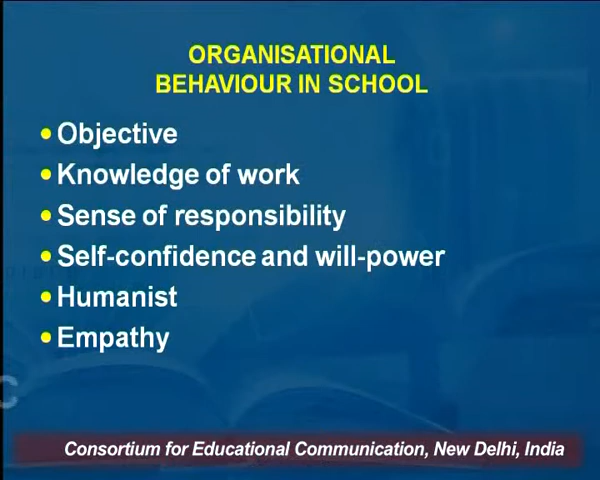 ORGANISATIONAL
BEHAVIOUR IN SCHOOL
• Objective
• Knowledge of work
• Sense of responsibility
• Self-confidence and will-power
• Humanist
• Empathy
C
Consortium for Educational Communication, New Delhi, India